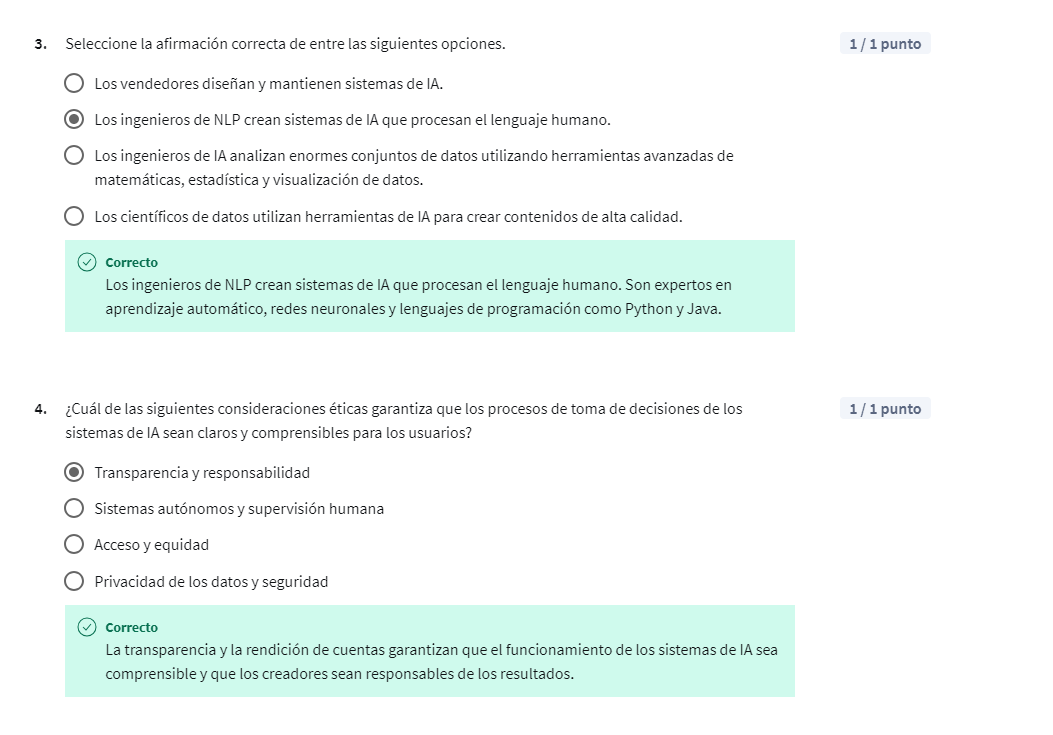 3. Seleccione la afirmación correcta de entre las siguientes opciones.
1 / 1 punto
Los vendedores diseñan y mantienen sistemas de IA.
Los ingenieros de NLP crean sistemas de IA que procesan el lenguaje humano.
Los ingenieros de IA analizan enormes conjuntos de datos utilizando herramientas avanzadas de
matemáticas, estadística y visualización de datos.
Los científicos de datos utilizan herramientas de IA para crear contenidos de alta calidad.
Correcto
Los ingenieros de NLP crean sistemas de IA que procesan el lenguaje humano. Son expertos en
aprendizaje automático, redes neuronales y lenguajes de programación como Python y Java.
4. ¿Cuál de las siguientes consideraciones éticas garantiza que los procesos de toma de decisiones de los
sistemas de IA sean claros y comprensibles para los usuarios?
1 / 1 punto
Transparencia y responsabilidad
Sistemas autónomos y supervisión humana
Acceso y equidad
Privacidad de los datos y seguridad
Correcto
La transparencia y la rendición de cuentas garantizan que el funcionamiento de los sistemas de IA sea
comprensible y que los creadores sean responsables de los resultados.